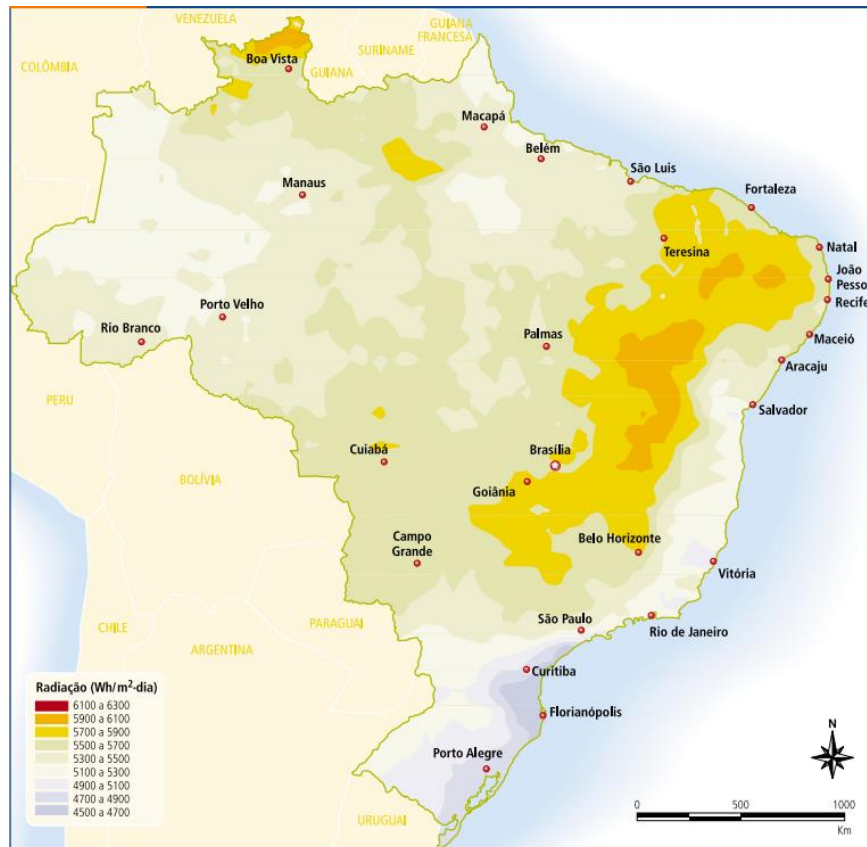 VENEZUELA
GUIANA
FRANCESA
SURINAME
COLÔMBIA
Boa Vista
GUIANA
Macapá
Belém
São Luis
Manaus
Fortaleza
Teresina
Natal
João
Pesso
Recife
Porto Velho
Rio Branco
Palmas
Maceió
Aracaju
PERU
Salvador
Cuiabá
Brasília
BOLÍVIA
Goiânia
Campo
Grande
Belo Horizonte
Vitória
CHILE
PARAGUAI
São Paulo
Rio de Janeiro
ARGENTINA
Curitiba
Radiação (Wh/m²·dia)
6100 a 6300
5900 a 6100
5700 a 5900
5500 a 5700
5300 a 5500
5100 a 5300
4900 a 5100
4700 a 4900
4500 a 4700
Florianópolis
Porto Alegre
URUGUAI
N
0 500 1000
Km